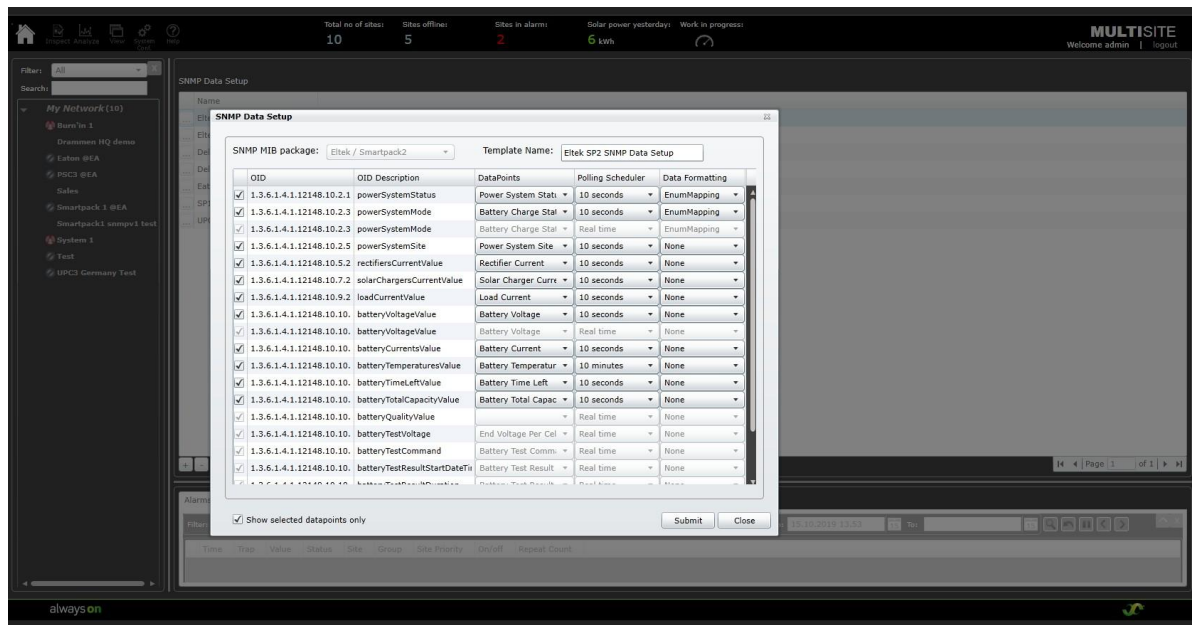 Total no of sites: Sites offline: Sites in alarm: Solar power yesterday: Work in progress:
10 5 2 6 kWh
Inspect Analyze View System Conf Help
MULTISITE
Welcome admin | logout
Filter: All X
Search:
My Network (10)
Burn'in 1
Drammen HQ demo
Eaton @EA
PSC3 @EA
Sales
Smartpack 1 @EA
Smartpack1 snmpv1 test
System 1
Test
UPC3 Germany Test
SNMP Data Setup
Name
SNMP Data Setup
SNMP MIB package: Eltek / Smartpack2 Template Name: Eltek SP2 SNMP Data Setup
OID OID Description DataPoints Polling Scheduler Data Formatting
1.3.6.1.4.1.12148.10.2.1 powerSystemStatus Power System Stat 10 seconds EnumMapping
1.3.6.1.4.1.12148.10.2.3 powerSystemMode Battery Charge Stat 10 seconds EnumMapping
1.3.6.1.4.1.12148.10.2.3 powerSystemMode Battery Charge Stat Real time EnumMapping
1.3.6.1.4.1.12148.10.2.5 powerSystemSite Power System Site 10 seconds None
1.3.6.1.4.1.12148.10.5.2 rectifiersCurrentValue Rectifier Current 10 seconds None
1.3.6.1.4.1.12148.10.7.2 solarChargersCurrentValue Solar Charger Curre 10 seconds None
1.3.6.1.4.1.12148.10.9.2 loadCurrentValue Load Current 10 seconds None
1.3.6.1.4.1.12148.10.10. batteryVoltageValue Battery Voltage 10 seconds None
1.3.6.1.4.1.12148.10.10. batteryVoltageValue Battery Voltage Real time None
1.3.6.1.4.1.12148.10.10. batteryCurrentsValue Battery Current 10 seconds None
1.3.6.1.4.1.12148.10.10. batteryTemperaturesValue Battery Temperatur 10 minutes None
1.3.6.1.4.1.12148.10.10. batteryTimeLeftValue Battery Time Left 10 seconds None
1.3.6.1.4.1.12148.10.10. batteryTotalCapacityValue Battery Total Capac 10 seconds None
1.3.6.1.4.1.12148.10.10. batteryQualityValue Real time None
1.3.6.1.4.1.12148.10.10. batteryTestVoltage End Voltage Per Cel Real time None
1.3.6.1.4.1.12148.10.10. batteryTestCommand Battery Test Comm Real time None
1.3.6.1.4.1.12148.10.10. batteryTestResultStartDateTi Battery Test Result Real time None
Show selected datapoints only Submit Close
Page 1 of 1
Alarms
Filter: 15.10.2019 13.53 To:
Time Trap Value Status Site Group Site Priority On/off Repeat Count
always on